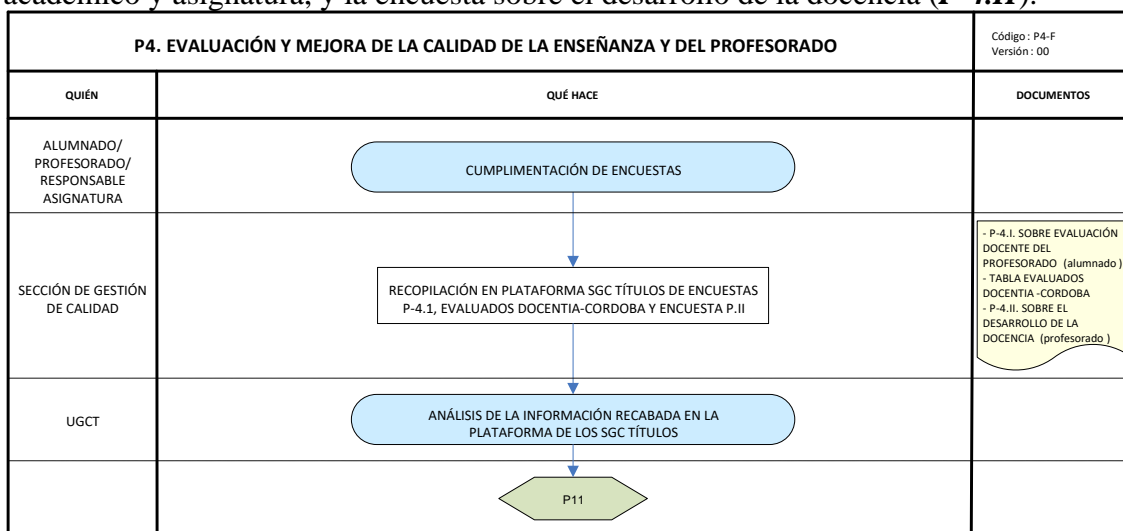 académico y asignatura, y la encuesta sobre el desarrollo de la docencia (P-4.II).
P4. EVALUACIÓN Y MEJORA DE LA CALIDAD DE LA ENSEÑANZA Y DEL PROFESORADO
Código : P4-F
Versión : 00
QUIÉN
QUÉ HACE
DOCUMENTOS
ALUMNADO/
PROFESORADO/
RESPONSABLE
ASIGNATURA
CUMPLIMENTACIÓN DE ENCUESTAS
SECCIÓN DE GESTIÓN
DE CALIDAD
RECOPILACIÓN EN PLATAFORMA SGC TÍTULOS DE ENCUESTAS
P-4.1, EVALUADOS DOCENTIA-CORDOBA Y ENCUESTA P.II
- P-4.I. SOBRE EVALUACIÓN
DOCENTE DEL
PROFESORADO (alumnado )
- TABLA EVALUADOS
DOCENTIA -CORDOBA
- P-4.II. SOBRE EL
DESARROLLO DE LA
DOCENCIA (profesorado )
UGCT
ANÁLISIS DE LA INFORMACIÓN RECABADA EN LA
PLATAFORMA DE LOS SGC TÍTULOS
P11